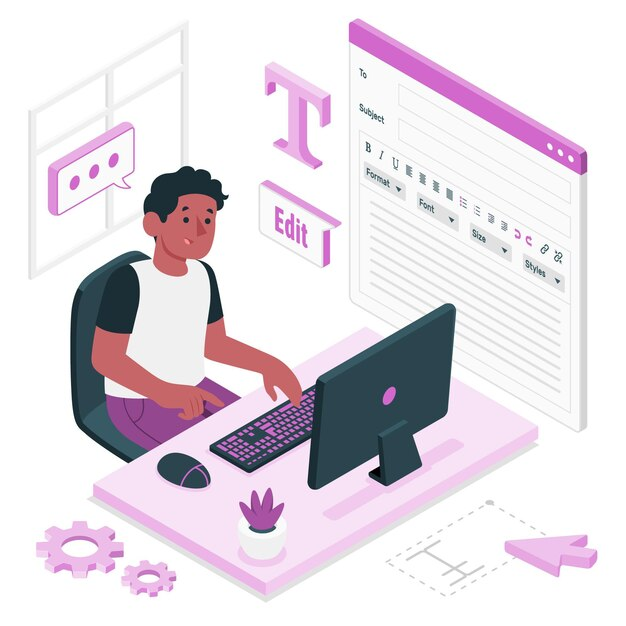 To
Subject
T
B I U
Format
Font
Size
Styles
Edit
H